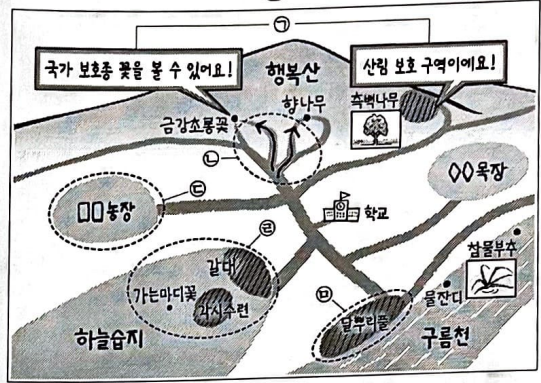 ㉠
국가 보호종 꽃을 볼 수 있어요!
행복산
산림 보호 구역이에요!
금강초롱꽃
향나무
측백나무
㉡
◇◇목장
㉢
□□농장
학교
㉣
갈대
참물부추
가는마디꽃
각시수련
㉤
물잔디
달뿌리풀
하늘습지
구름천